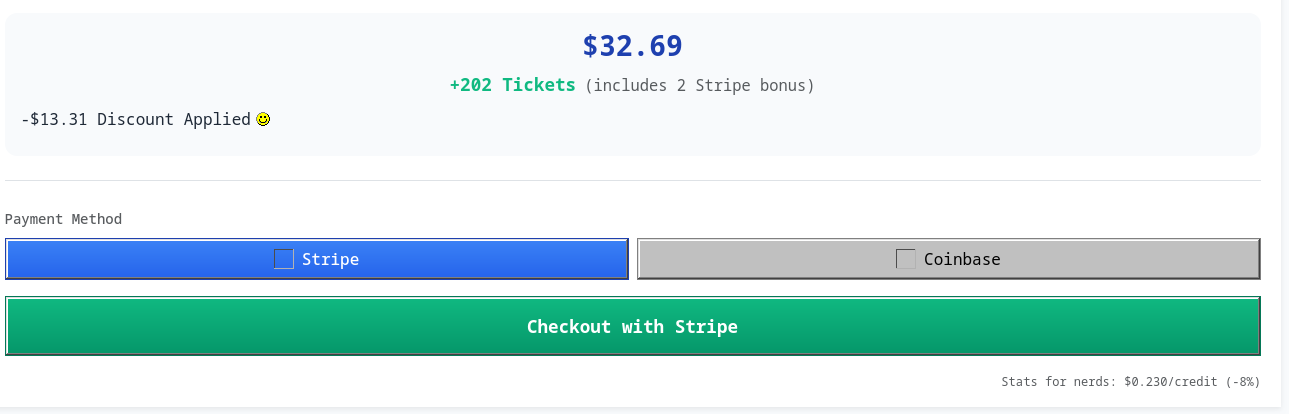 $32.69
+202 Tickets (includes 2 Stripe bonus)
-$13.31 Discount Applied
Payment Method
Stripe
Coinbase
Checkout with Stripe
Stats for nerds: $0.230/credit (-8%)